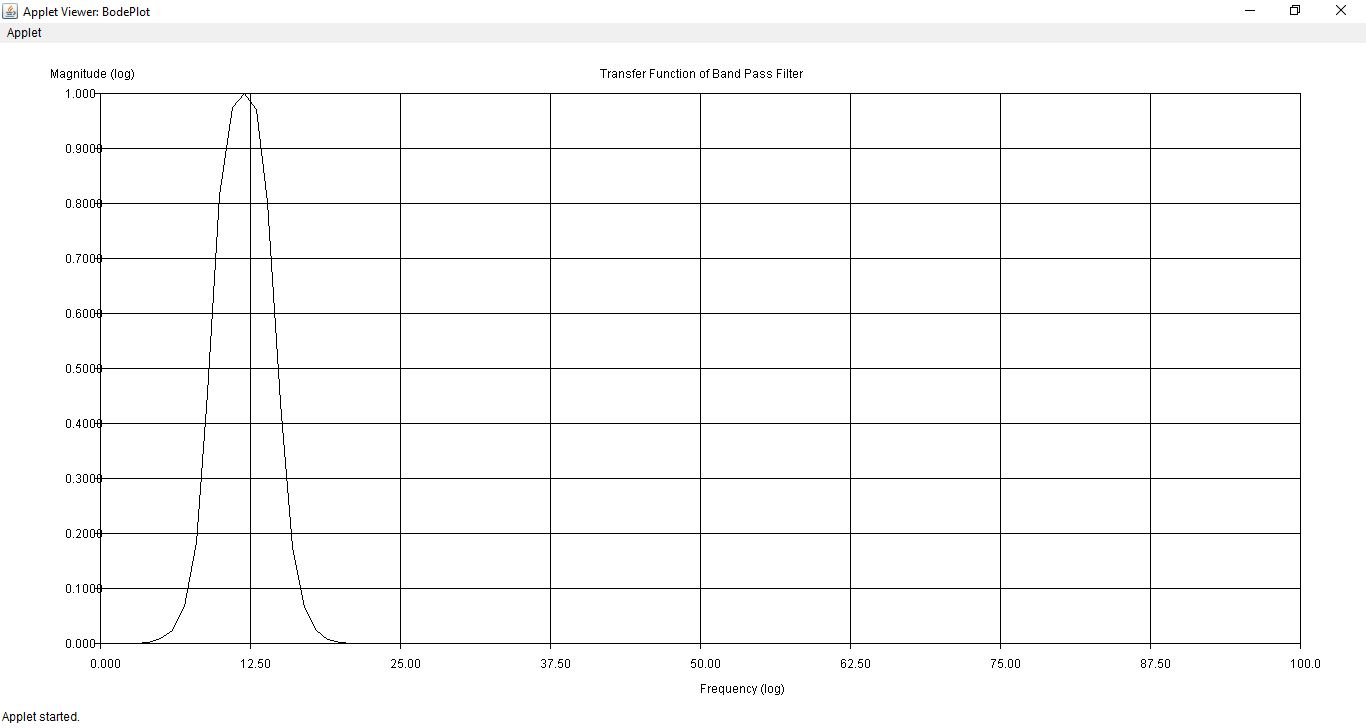 Applet Viewer: BodePlot
Applet
Magnitude (log)
Transfer Function of Band Pass Filter
1.000
0.9000
0.8000
0.7000
0.6000
0.5000
0.4000
0.3000
0.2000
0.1000
0.000
0.000 12.50 25.00 37.50 50.00 62.50 75.00 87.50 100.0
Frequency (log)
Applet started.